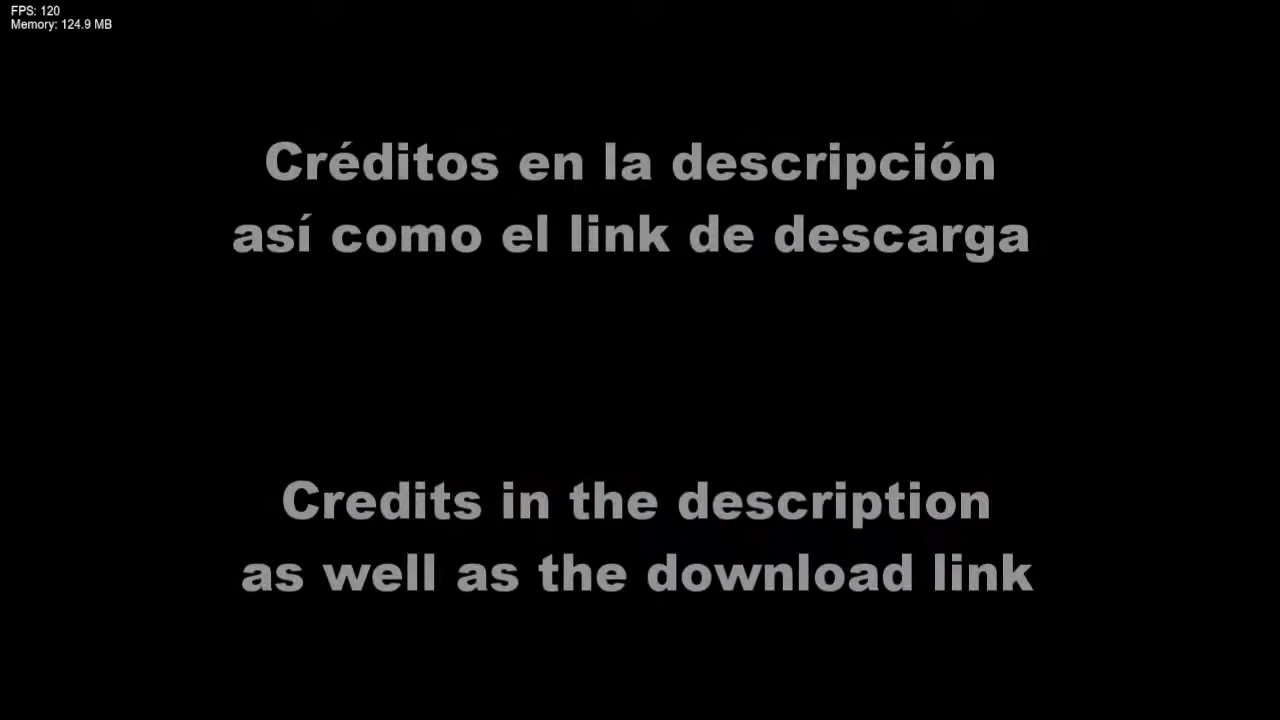 FPS: 120
Memory: 124.9 MB
Créditos en la descripción
así como el link de descarga
Credits in the description
as well as the download link